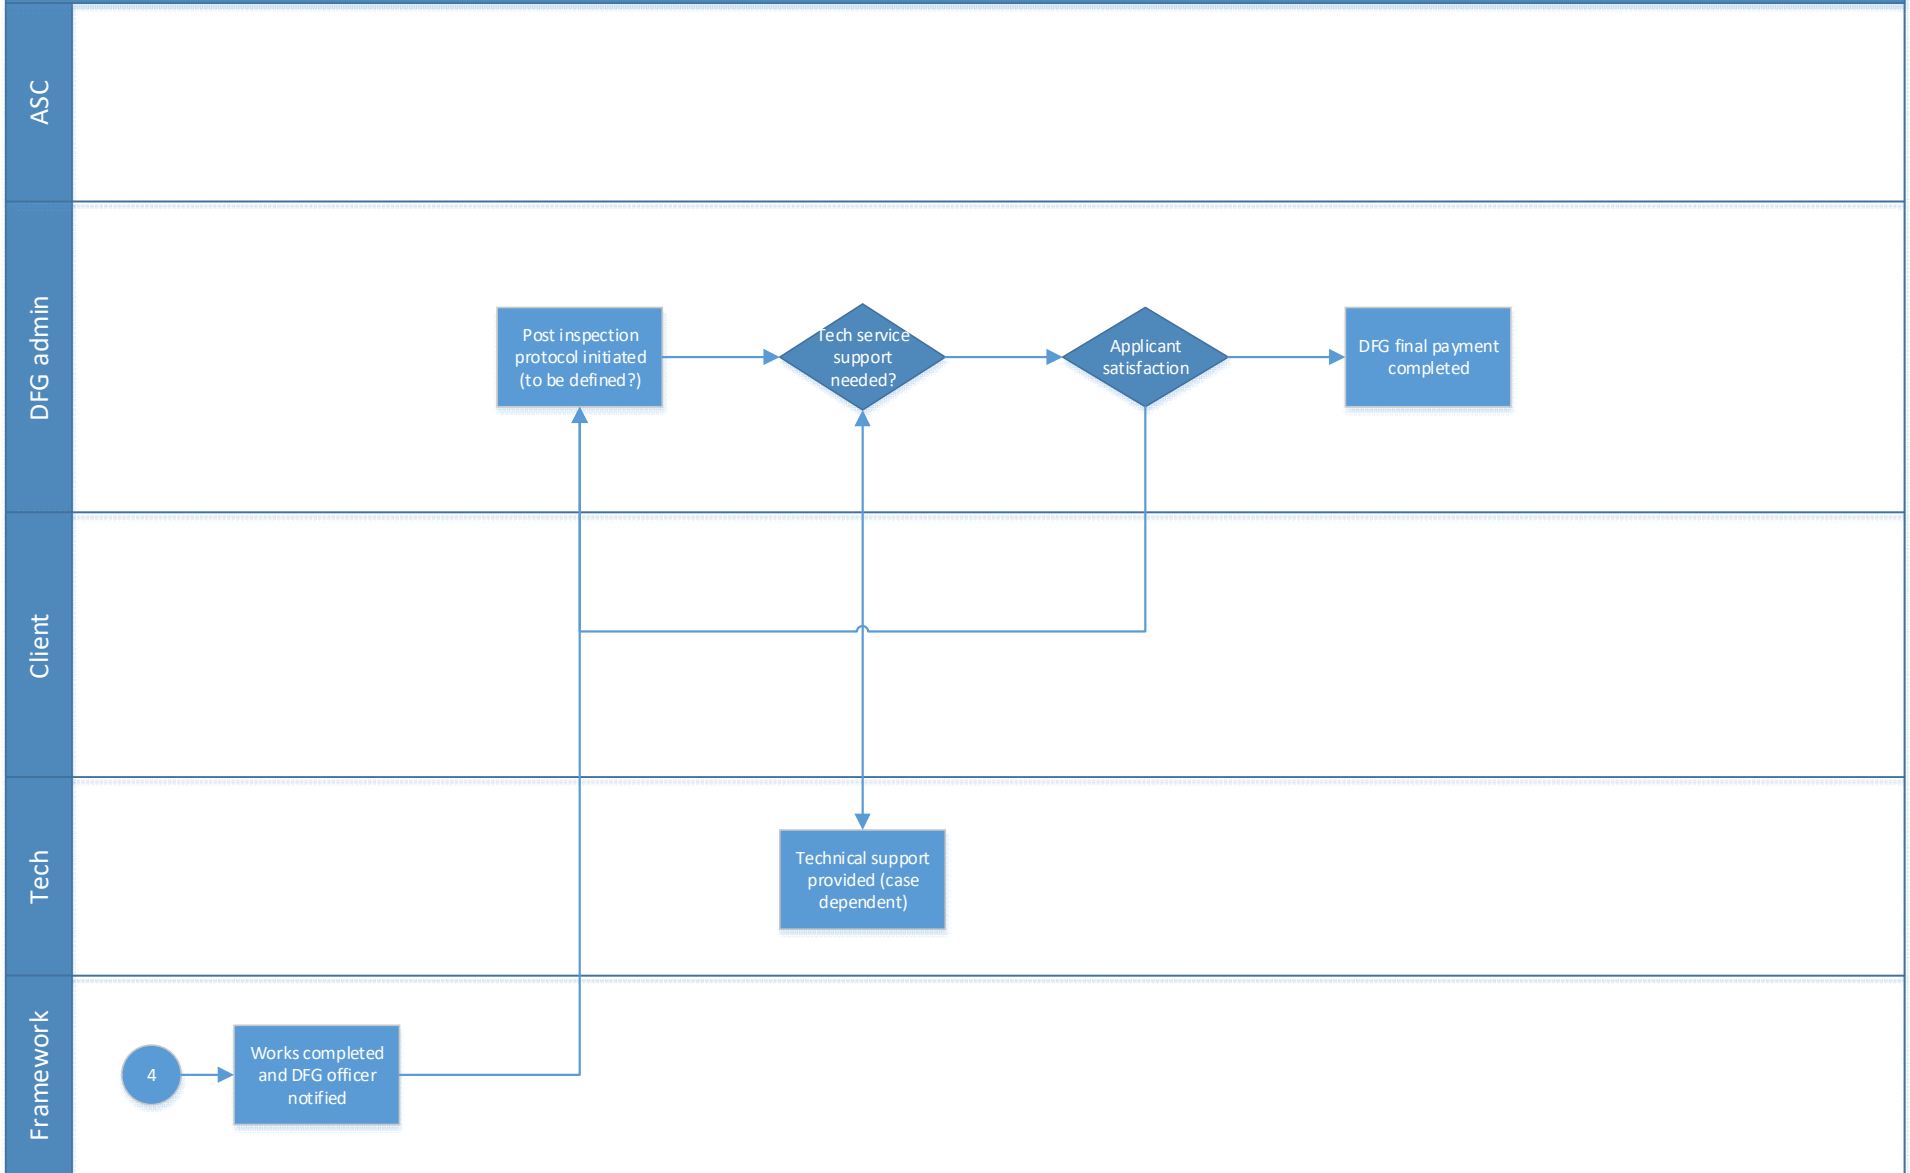 ASC
DFG admin
Post inspection
protocol initiated
(to be defined?)
Tech service
support
needed?
Applicant
satisfaction
DFG final payment
completed
Client
Tech
Technical support
provided (case
dependent)
Framework
4
Works completed
and DFG officer
notified